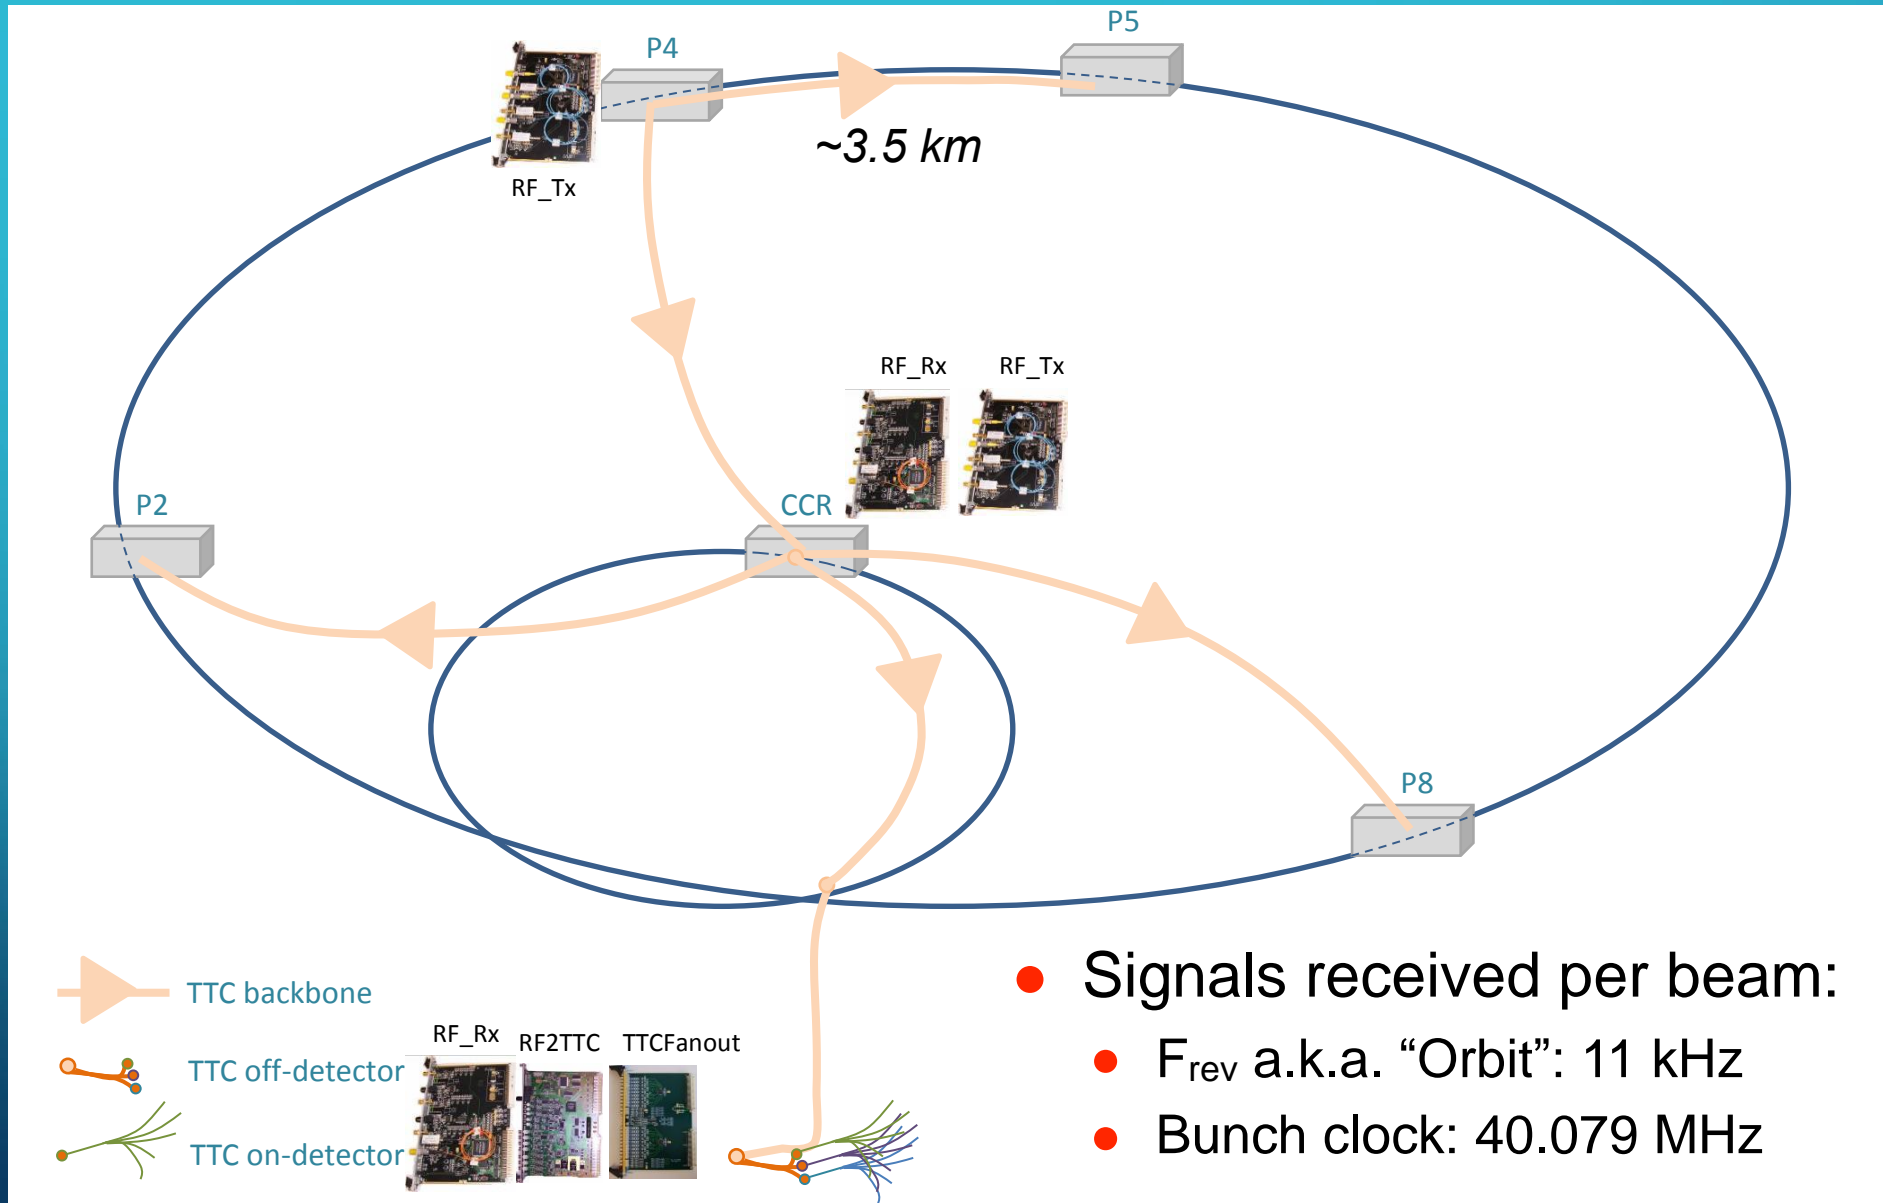 P5
P4
~3.5 km
RF_Tx
RF_Rx
RF_Tx
P2
CCR
P8
TTC backbone
TTC off-detector
TTC on-detector
RF_Rx
RF2TTC
TTCFanout
● Signals received per beam:
● Frev a.k.a. “Orbit”: 11 kHz
● Bunch clock: 40.079 MHz